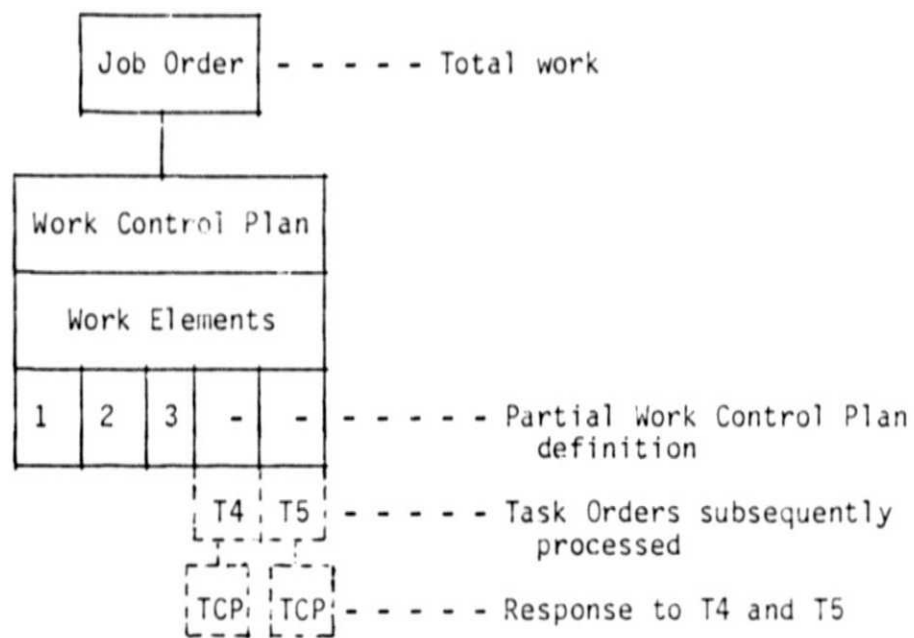 Job Order - - - - - Total work
Work Control Plan
Work Elements
1 2 3 - - - - - - - Partial Work Control Plan
definition
T4 T5 - - - - - Task Orders subsequently
processed
TCP TCP - - - - - Response to T4 and T5